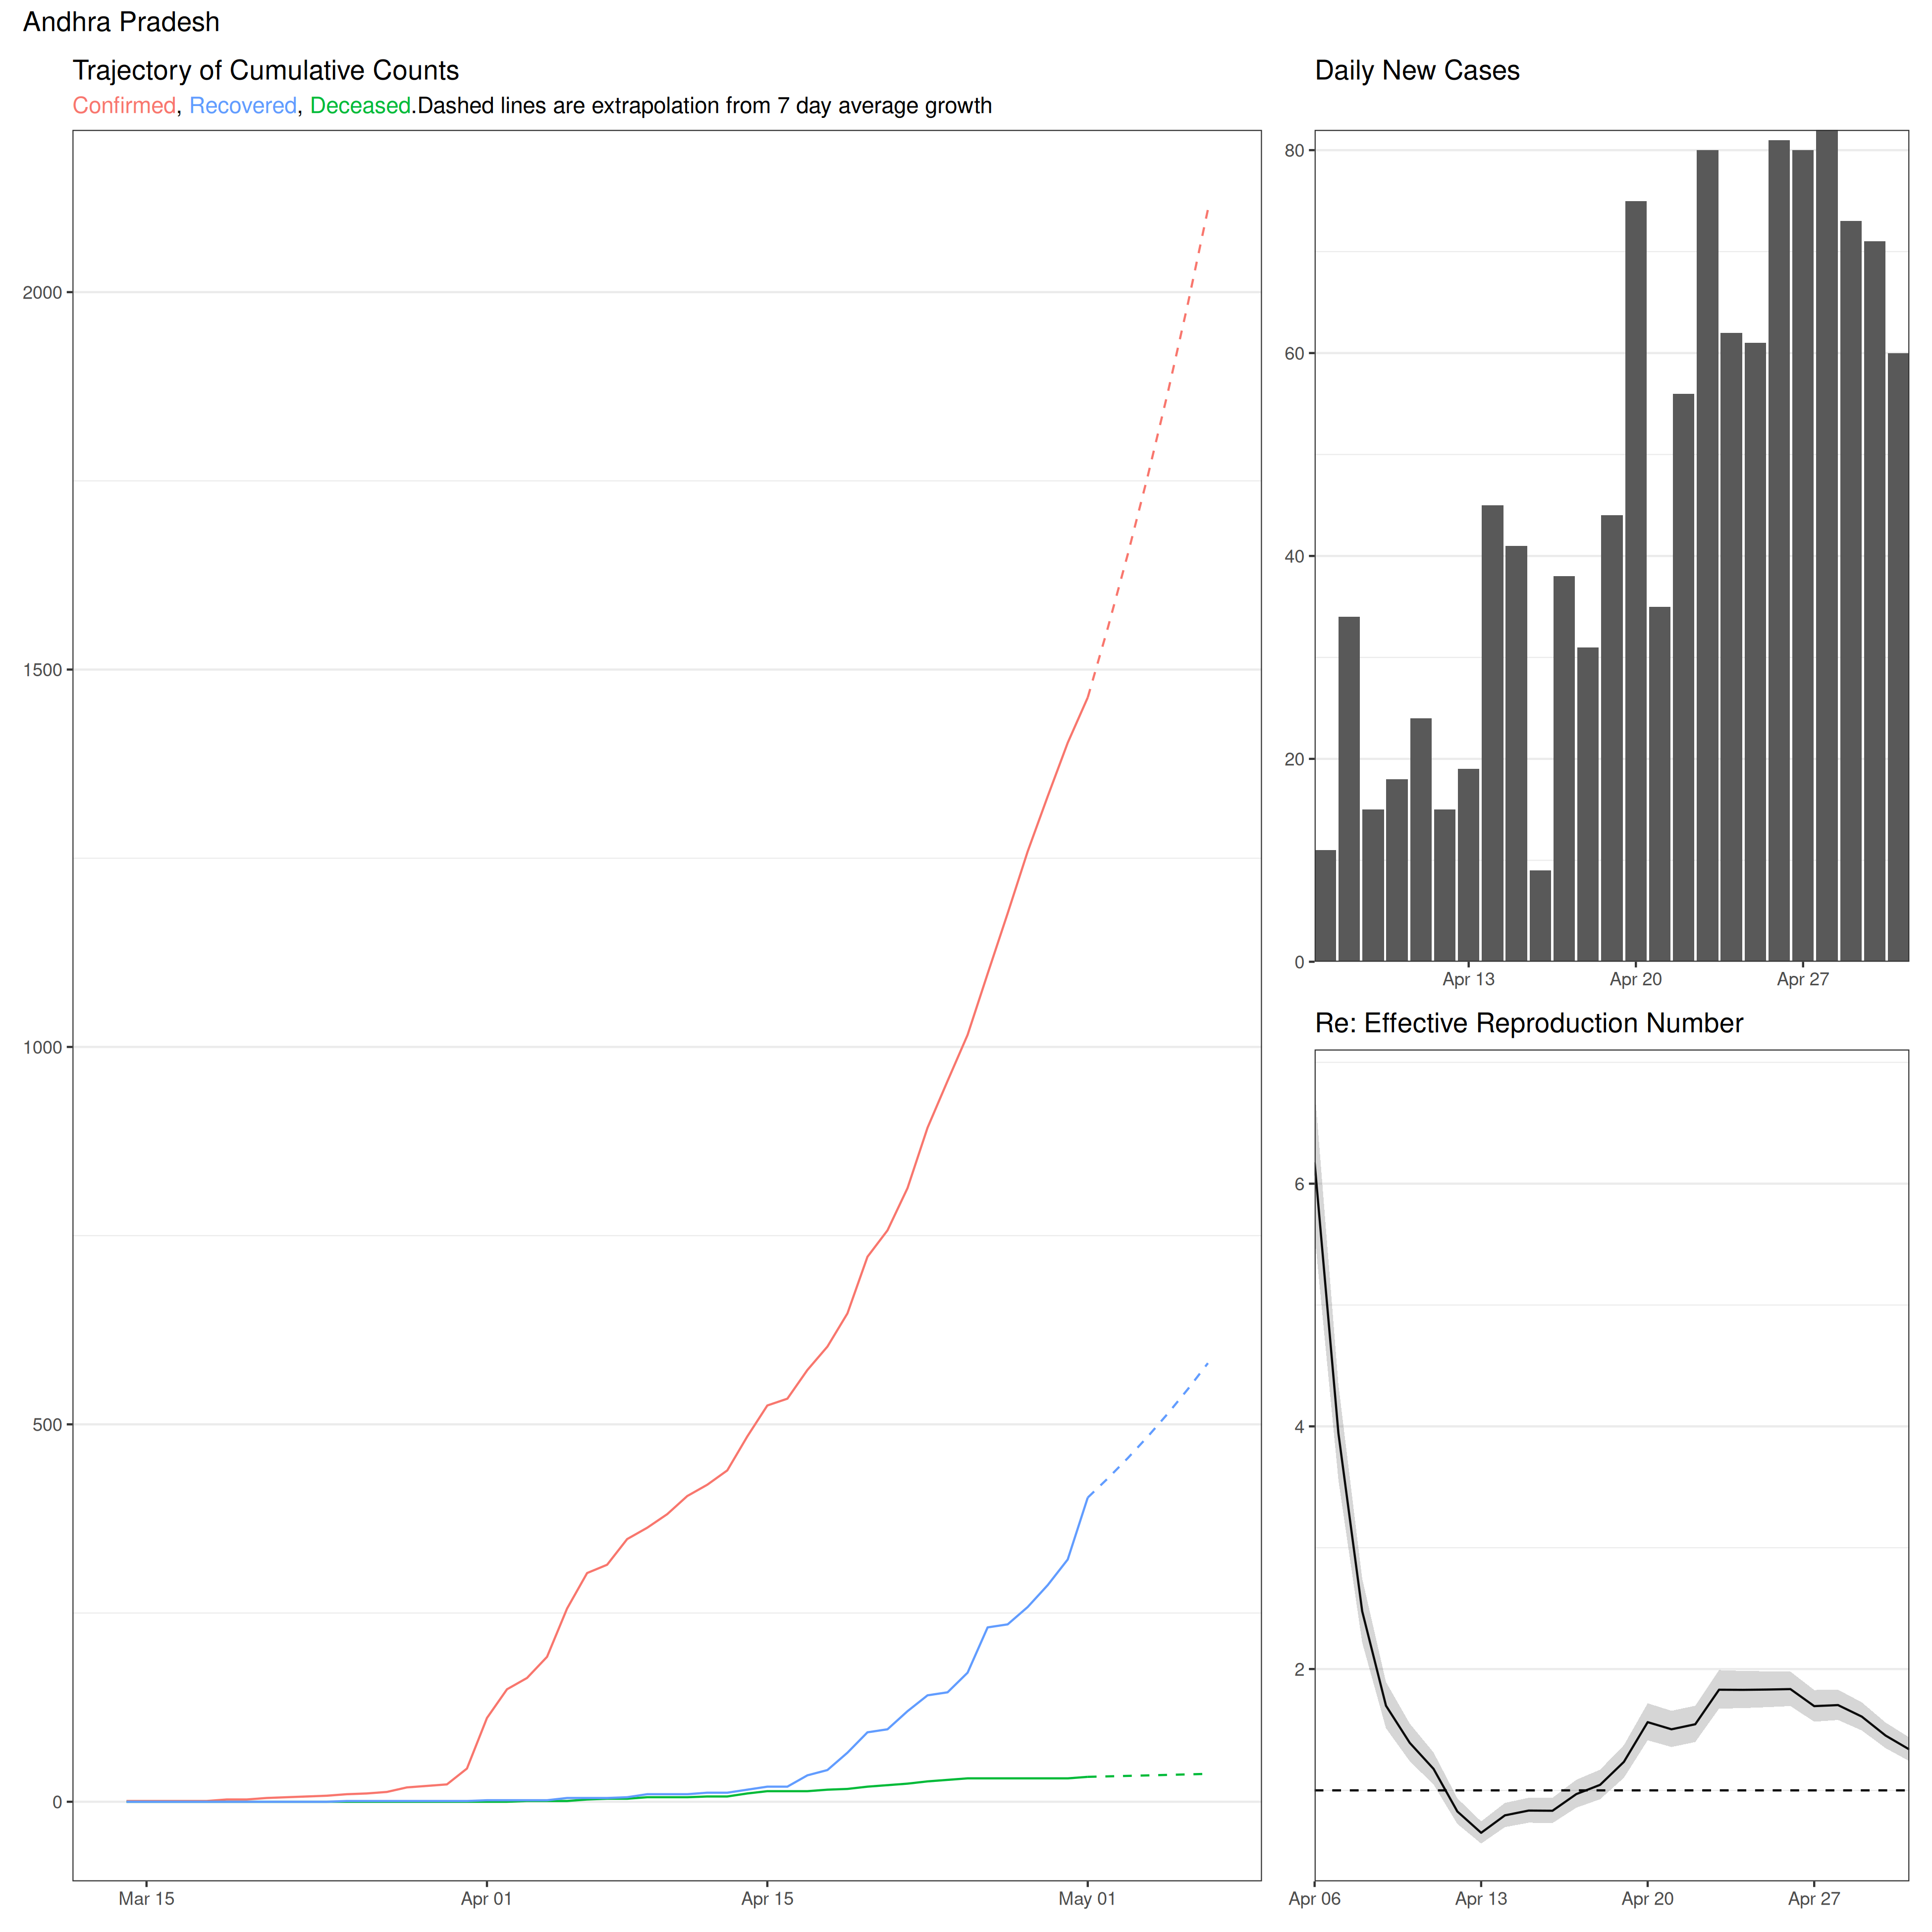 Andhra Pradesh
Trajectory of Cumulative Counts
Confirmed, Recovered, Deceased.Dashed lines are extrapolation from 7 day average growth
2000
1500
1000
500
0
Mar 15
Apr 01
Apr 15
May 01
Daily New Cases
80
60
40
20
0
Apr 13
Apr 20
Apr 27
Re: Effective Reproduction Number
6
4
2
Apr 06
Apr 13
Apr 20
Apr 27